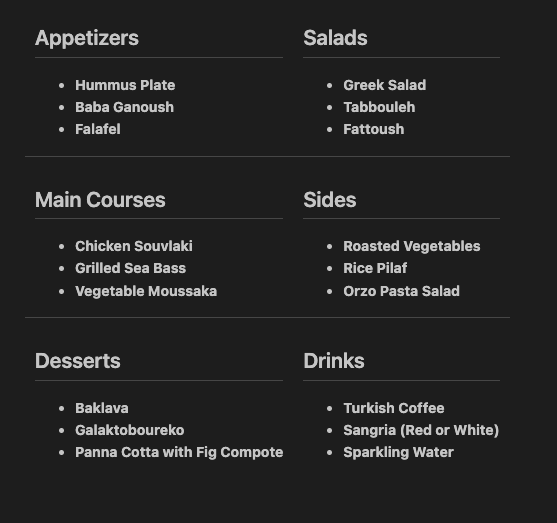 Appetizers
Hummus Plate
Baba Ganoush
Falafel
Salads
Greek Salad
Tabbouleh
Fattoush
Main Courses
Chicken Souvlaki
Grilled Sea Bass
Vegetable Moussaka
Sides
Roasted Vegetables
Rice Pilaf
Orzo Pasta Salad
Desserts
Baklava
Galaktoboureko
Panna Cotta with Fig Compote
Drinks
Turkish Coffee
Sangria (Red or White)
Sparkling Water